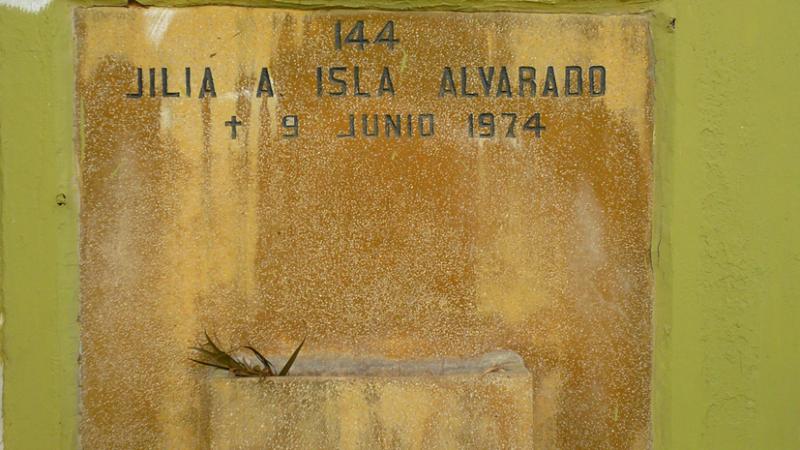 144
JILIA A. ISLA ALVARADO
† 9 JUNIO 1974